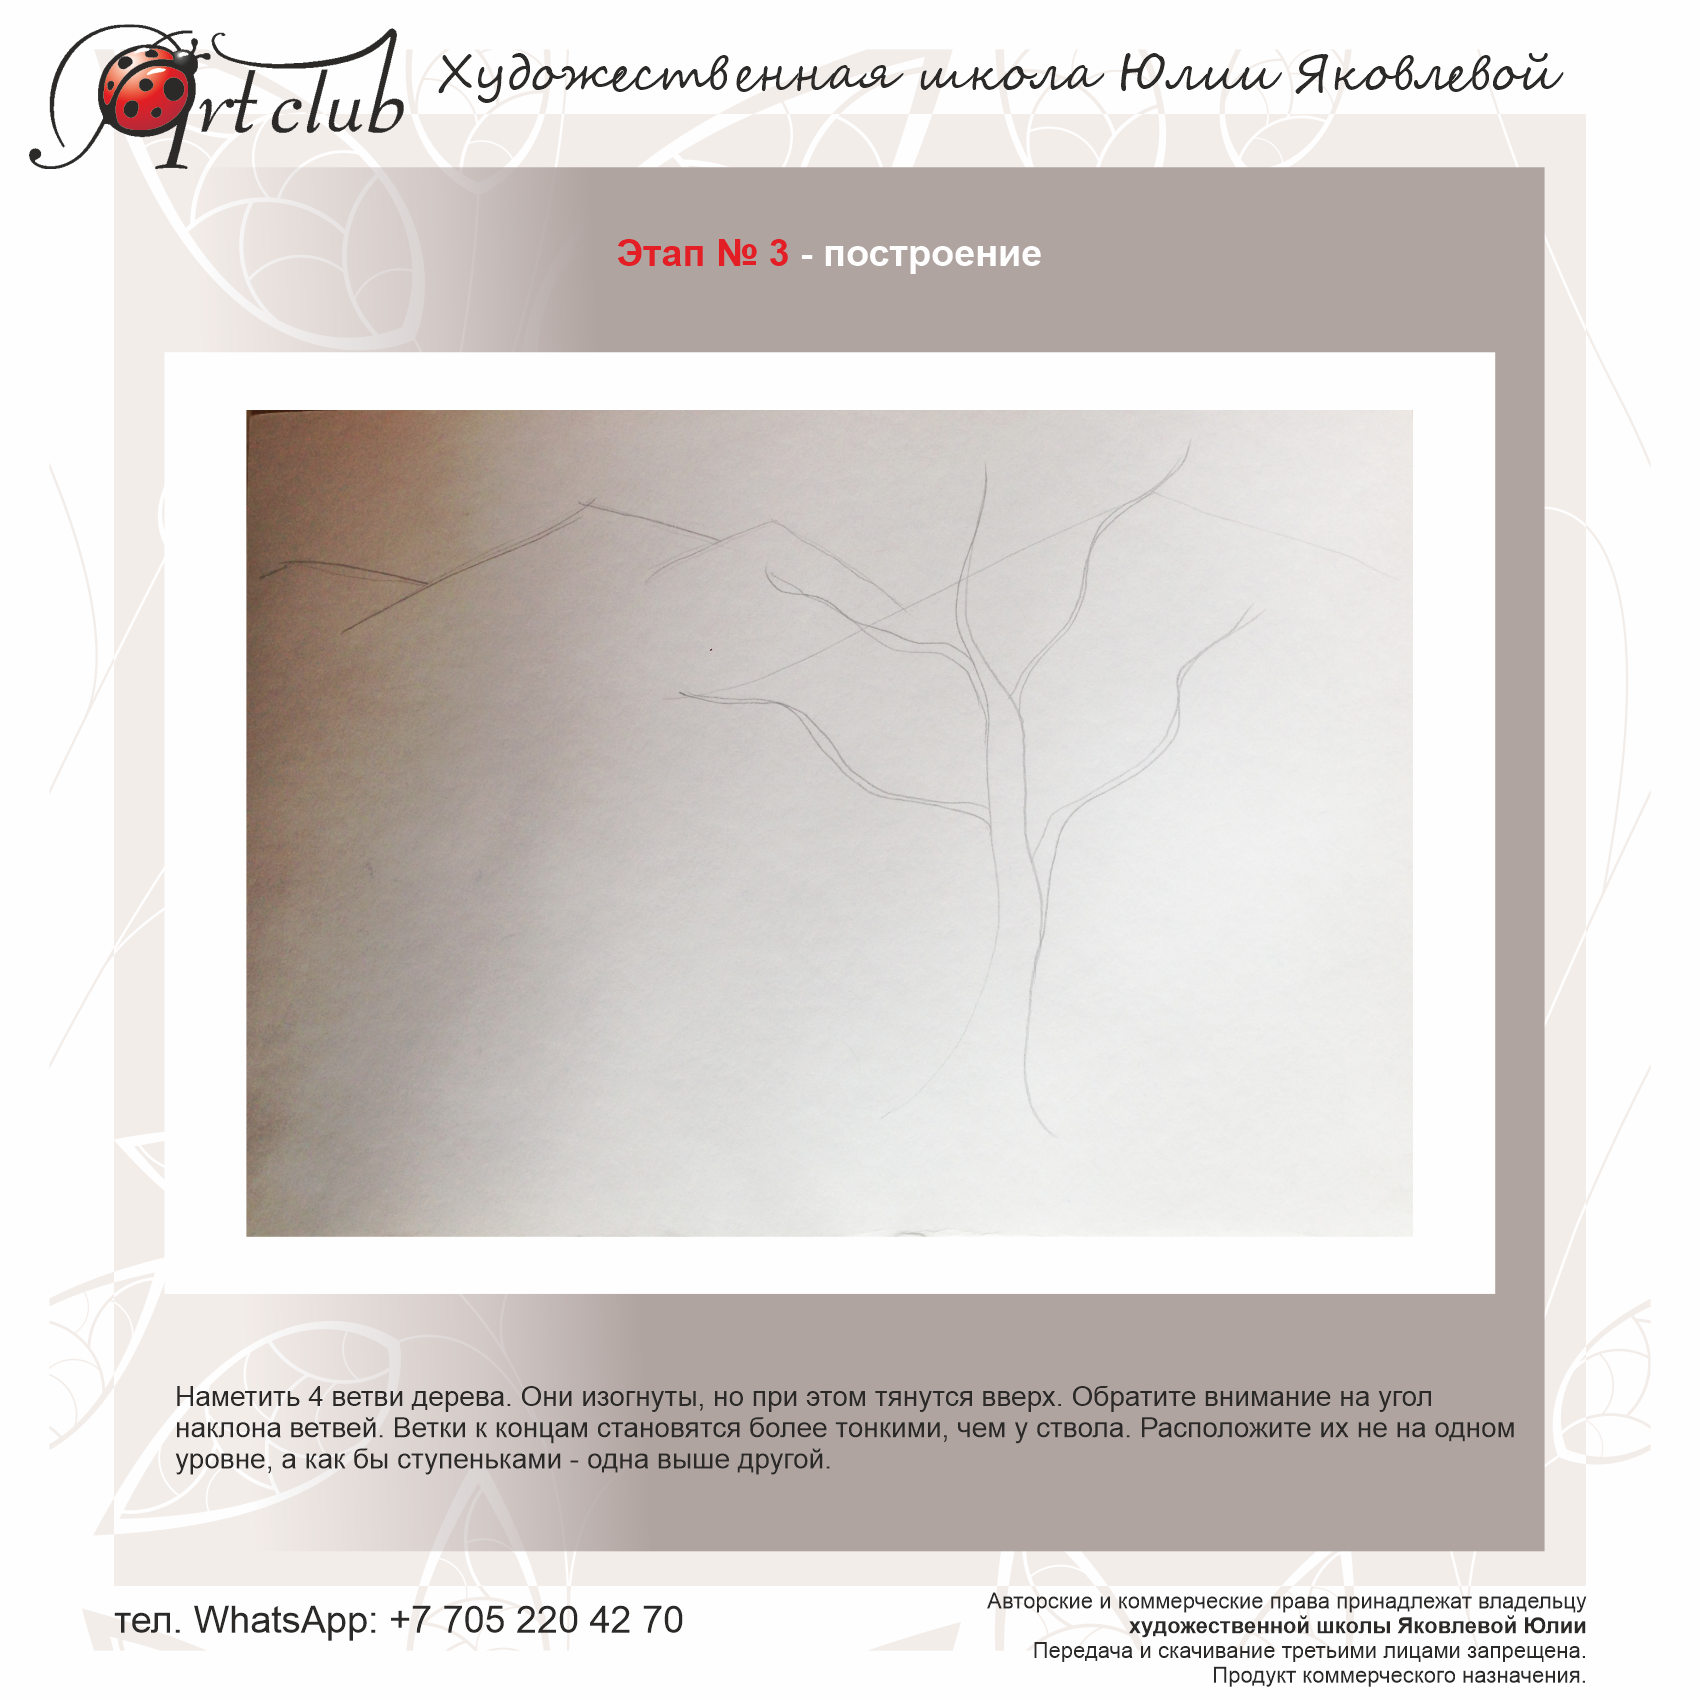 Art club
Художественная школа Юлии Яковлевой
Этап № 3 - построение
Наметить 4 ветви дерева. Они изогнуты, но при этом тянутся вверх. Обратите внимание на угол
наклона ветвей. Ветки к концам становятся более тонкими, чем у ствола. Расположите их не на одном
уровне, а как бы ступеньками - одна выше другой.
тел. WhatsApp: +7 705 220 42 70
Авторские и коммерческие права принадлежат владельцу
художественной школы Яковлевой Юлии
Передача и скачивание третьими лицами запрещена.
Продукт коммерческого назначения.